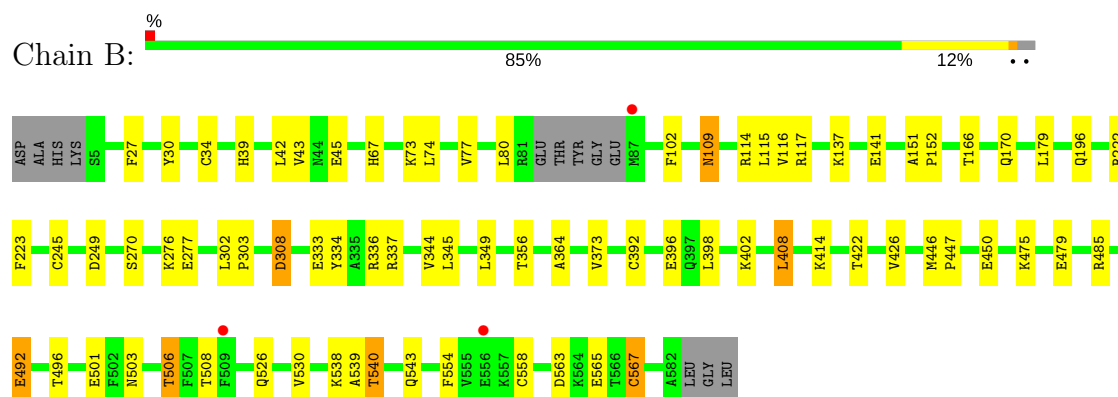 %
Chain B:
85% 12% • •
ASP ALA HIS LYS S5 F27 Y30 C34 H39 L42 V43 N44 E45 H67 K73 L74 V77 L80 R81 GLU THR TYR GLY GLU M87 F102 N109 R114 L115 V116 R117 K137 E141 A151 P152 T166 Q170 L179 Q196
F223 C245 D249 S270 K276 E277 L302 P303 D308 E333 Y334 A335 R336 R337 V344 L345 L349 T356 A364 V373 C392 E396 Q397 L398 K402 L408 K414 T422 V426 M446 P447 E450 K475 E479 R485
E492 T496 E501 F502 N503 T506 F507 T508 F509 Q526 V530 K538 A539 T540 Q543 F554 V555 E556 K557 C558 D563 K564 E565 T566 C567 A582 LEU GLY LEU